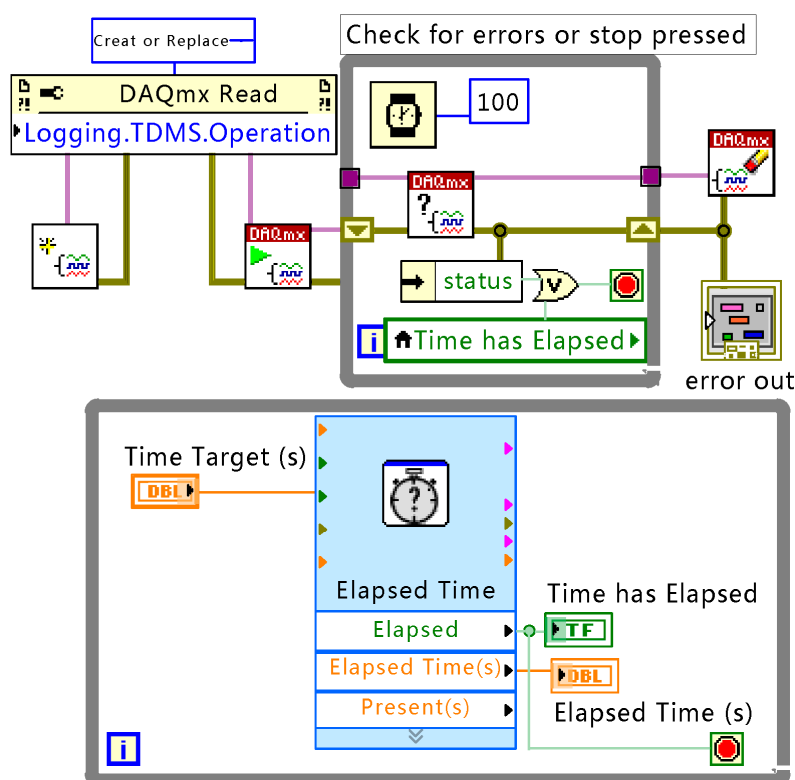 Creat or Replace
Check for errors or stop pressed
DAQmx Read
Logging.TDMS.Operation
100
DAQmx
DAQmx
DAQmx
?
status
V
i
Time has Elapsed
error out
Time Target (s)
DBL
?
Elapsed Time
Time has Elapsed
Elapsed
TF
Elapsed Time(s)
DBL
Present(s)
Elapsed Time (s)
i